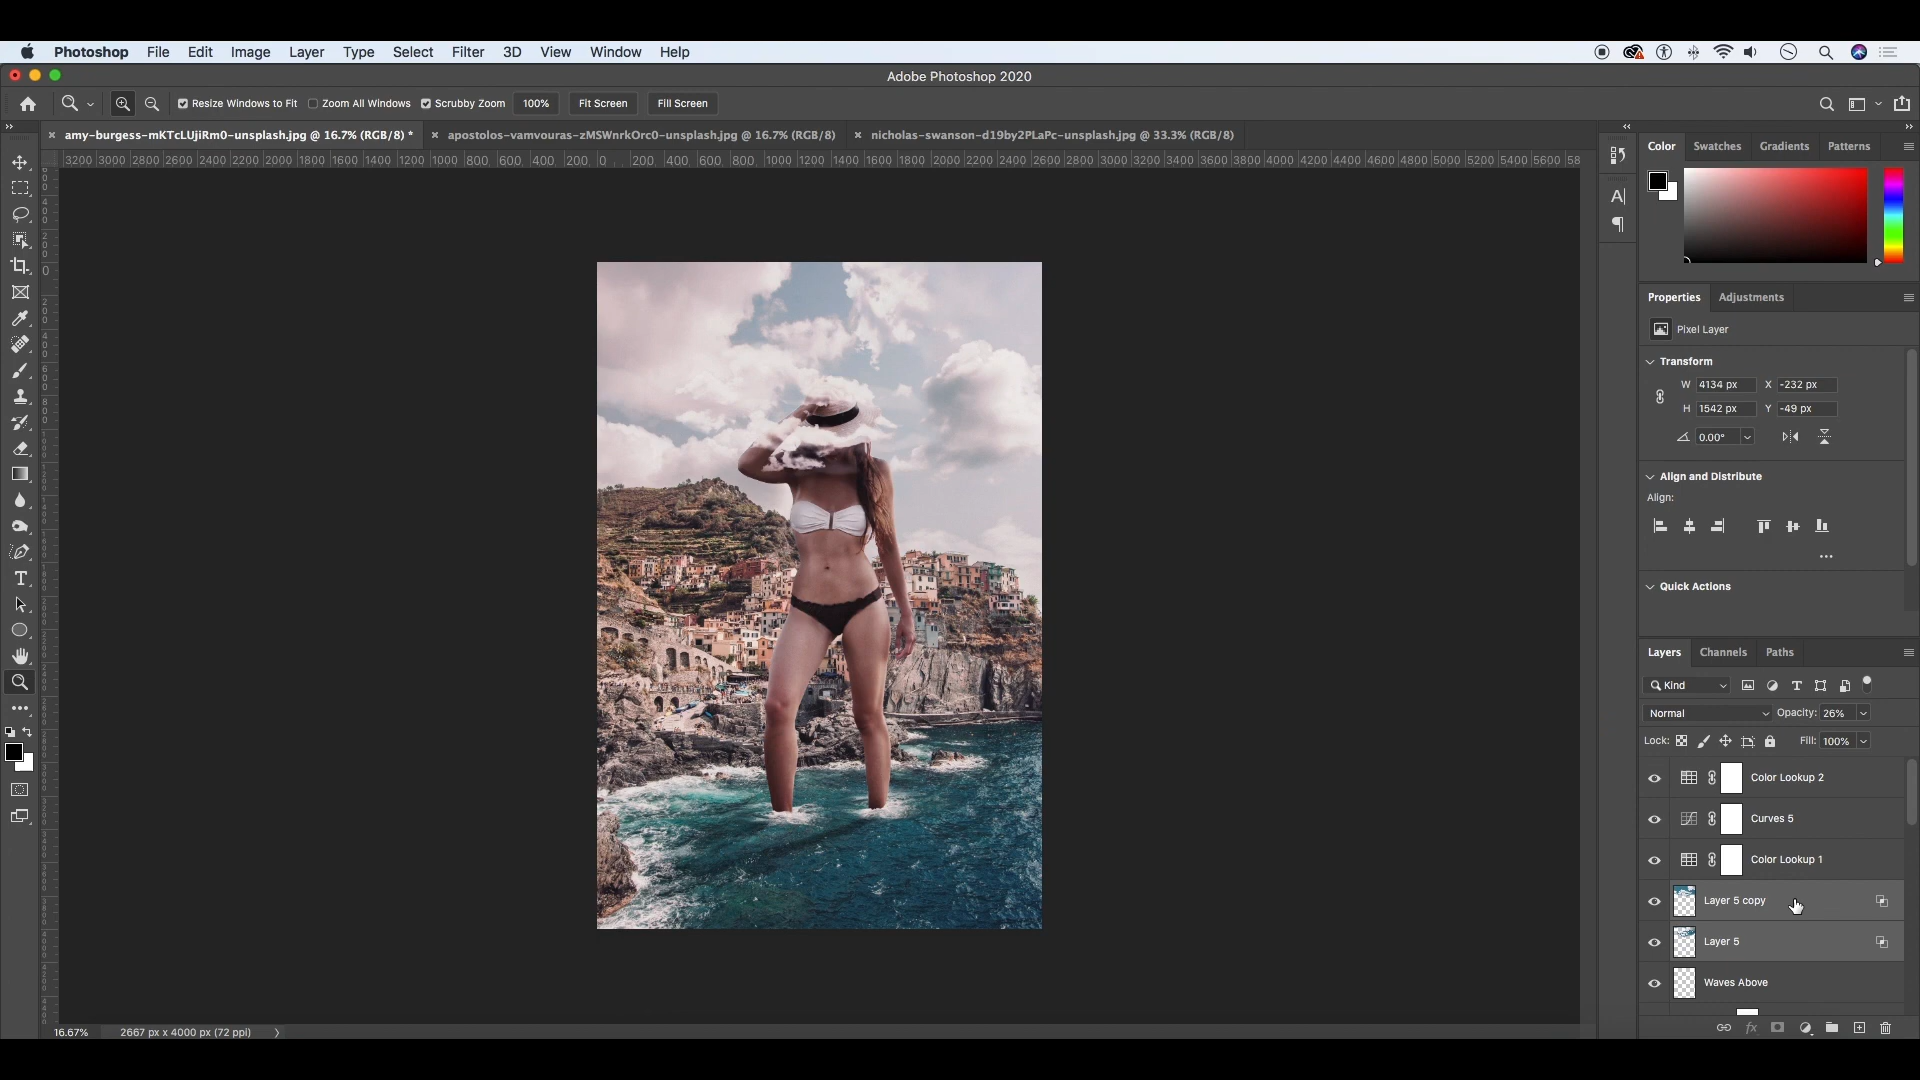 Photoshop File Edit Image Layer Type Select Filter 3D View Window Help
Adobe Photoshop 2020
Resize Windows to Fit Zoom All Windows Scrubby Zoom 100% Fit Screen Fill Screen
amy-burgess-mKTcLUjiRm0-unsplash.jpg @ 16.7% (RGB/8) * apostolos-vamvouras-zMSWnrkOrc0-unsplash.jpg @ 16.7% (RGB/8) nicholas-swanson-d19by2PLaPc-unsplash.jpg @ 33.3% (RGB/8)
3200 3000 2800 2600 2400 2200 2000 1800 1600 1400 1200 1000 800 600 400 200 0 200 400 600 800 1000 1200 1400 1600 1800 2000 2200 2400 2600 2800 3000 3200 3400 3600 3800 4000 4200 4400 4600 4800 5000 5200 5400 5600 58
Color Swatches Gradients Patterns
Properties Adjustments
Pixel Layer
Transform
W 4134 px X -232 px
H 1542 px Y -49 px
0.00°
Align and Distribute
Align:
Quick Actions
Layers Channels Paths
Kind
Normal Opacity: 26%
Lock: Fill: 100%
Color Lookup 2
Curves 5
Color Lookup 1
Layer 5 copy
Layer 5
Waves Above
16.67% 2667 px x 4000 px (72 ppi)